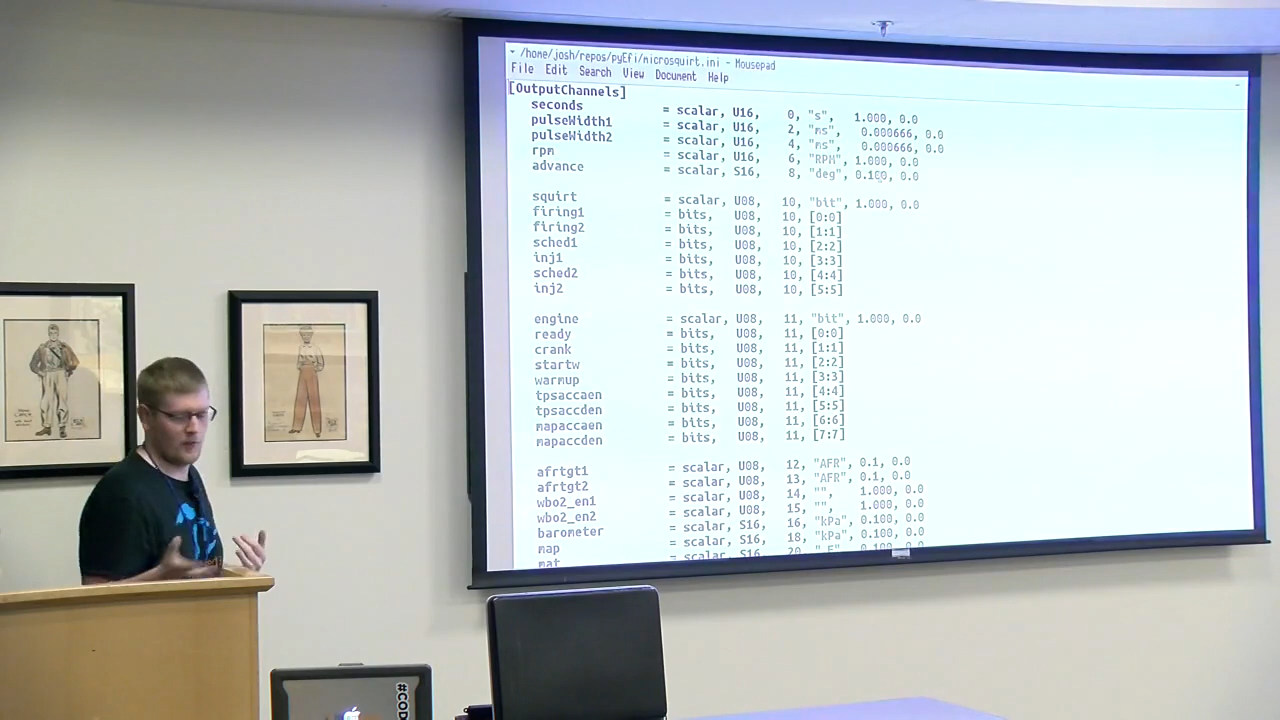 /home/josh/repos/pyEfi/microsquirt.ini - Mousepad
File Edit Search View Document Help
[OutputChannels]
seconds = scalar, U16, 0, "s", 1.000, 0.0
pulseWidth1 = scalar, U16, 2, "ms", 0.000666, 0.0
pulseWidth2 = scalar, U16, 4, "ms", 0.000666, 0.0
rpm = scalar, U16, 6, "RPM", 1.000, 0.0
advance = scalar, S16, 8, "deg", 0.100, 0.0
squirt = scalar, U08, 10, "bit", 1.000, 0.0
firing1 = bits, U08, 10, [0:0]
firing2 = bits, U08, 10, [1:1]
sched1 = bits, U08, 10, [2:2]
inj1 = bits, U08, 10, [3:3]
sched2 = bits, U08, 10, [4:4]
inj2 = bits, U08, 10, [5:5]
engine = scalar, U08, 11, "bit", 1.000, 0.0
ready = bits, U08, 11, [0:0]
crank = bits, U08, 11, [1:1]
startw = bits, U08, 11, [2:2]
warmup = bits, U08, 11, [3:3]
tpsaccaen = bits, U08, 11, [4:4]
tpsaccden = bits, U08, 11, [5:5]
mapaccaen = bits, U08, 11, [6:6]
mapaccden = bits, U08, 11, [7:7]
afrtgt1 = scalar, U08, 12, "AFR", 0.1, 0.0
afrtgt2 = scalar, U08, 13, "AFR", 0.1, 0.0
wbo2_en1 = scalar, U08, 14, "", 1.000, 0.0
wbo2_en2 = scalar, U08, 15, "", 1.000, 0.0
barometer = scalar, S16, 16, "kPa", 0.100, 0.0
map = scalar, S16, 18, "kPa", 0.100, 0.0
mat = scalar, S16, 20, 0.100, 0.0
#COD